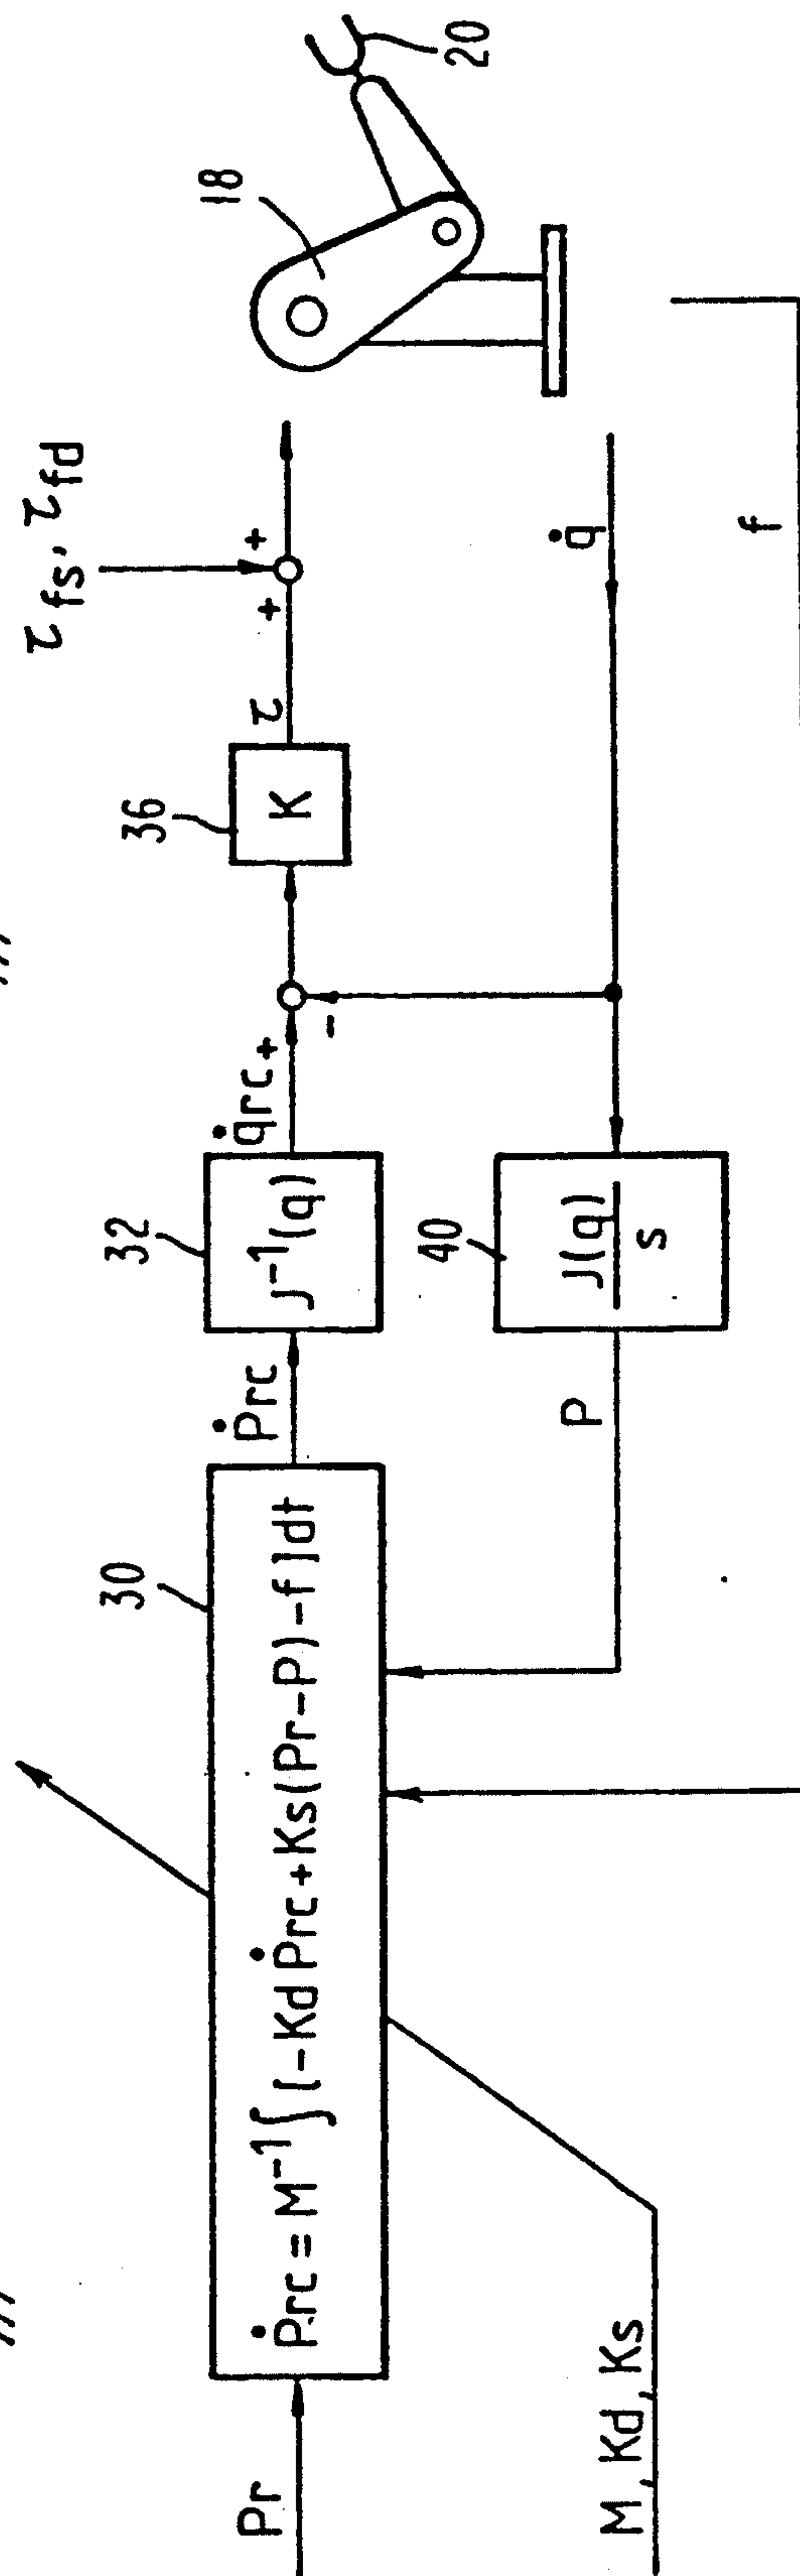 Pr
M, Kd, Ks
30
Ṗrc = M⁻¹∫[−KdṖrc+Ks(Pr−P)−f]dt
Ṗrc
32
J⁻¹(q)
q̇rc
+
−
36
K
τ
τfs, τfd
+
+
18
20
q̇
40
J(q)
s
P
f